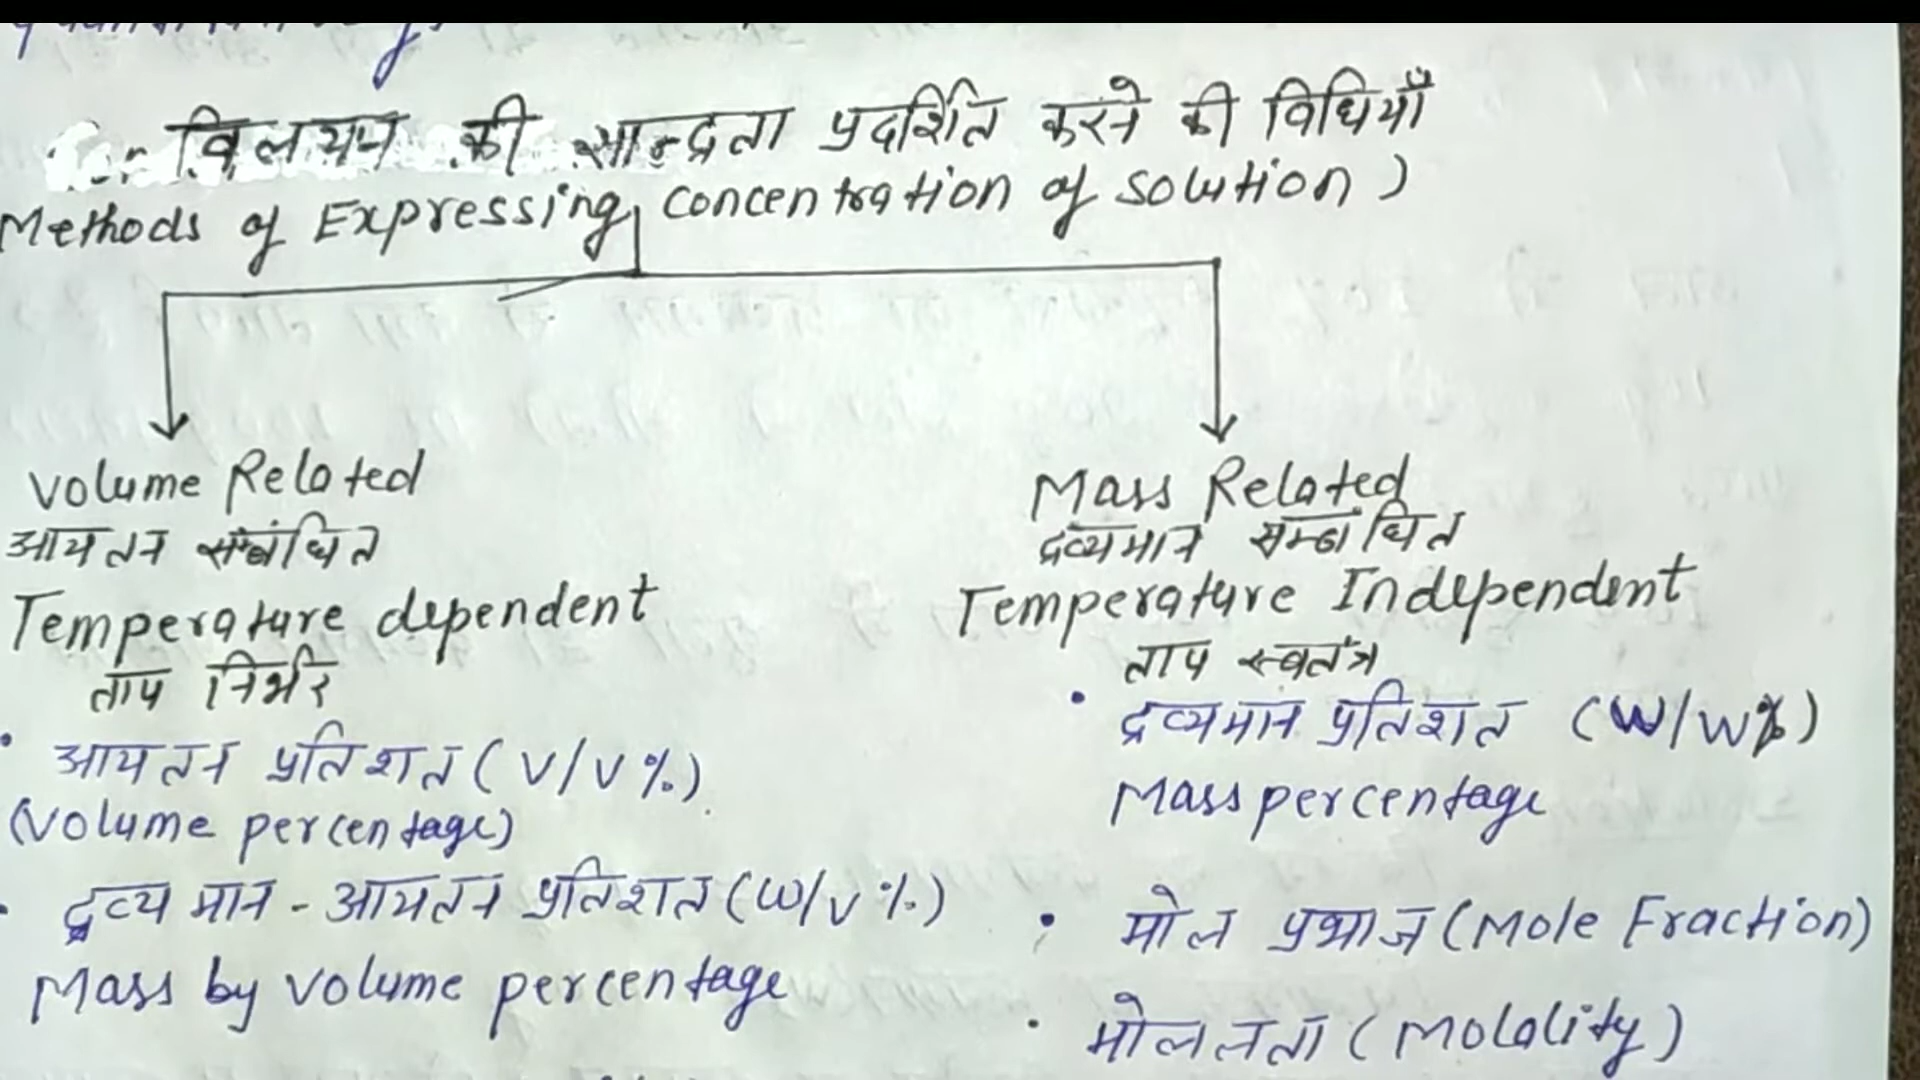 विलयन की सान्द्रता प्रदर्शित करने की विधियाँ
Methods of Expressing concentration of solution)
Volume Related
आयतन संबंधित
Temperature dependent
ताप निर्भर
• आयतन प्रतिशत (V/V %)
(Volume percentage)
• द्रव्यमान - आयतन प्रतिशत (W/V %)
Mass by volume percentage
Mass Related
द्रव्यमान सम्बंधित
Temperature Independent
ताप स्वतंत्र
• द्रव्यमान प्रतिशत (W/W%)
Mass percentage
• मोल प्रभाज (Mole Fraction)
• मोललता (Molality)